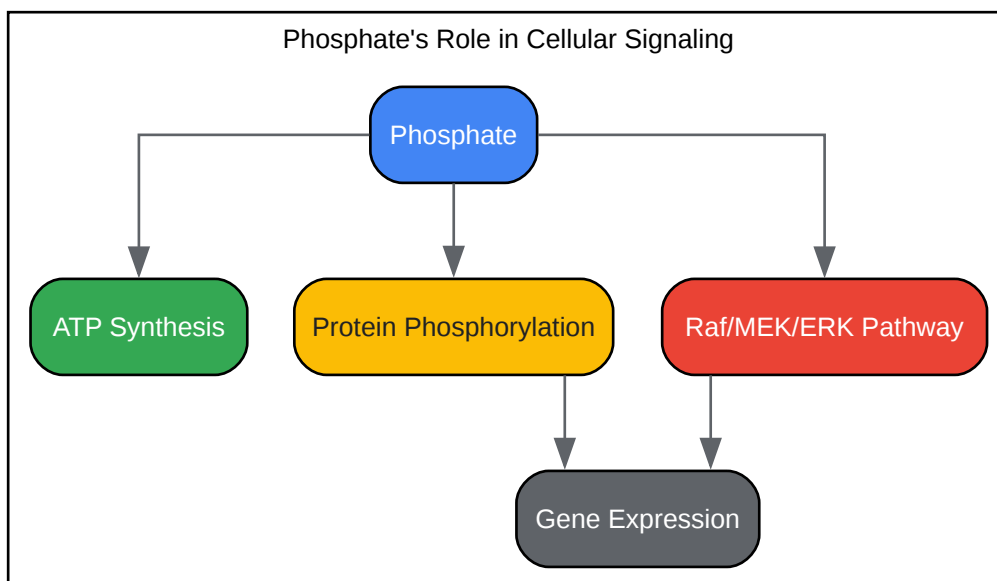 Phosphate's Role in Cellular Signaling
Phosphate
ATP Synthesis
Protein Phosphorylation
Raf/MEK/ERK Pathway
Gene Expression